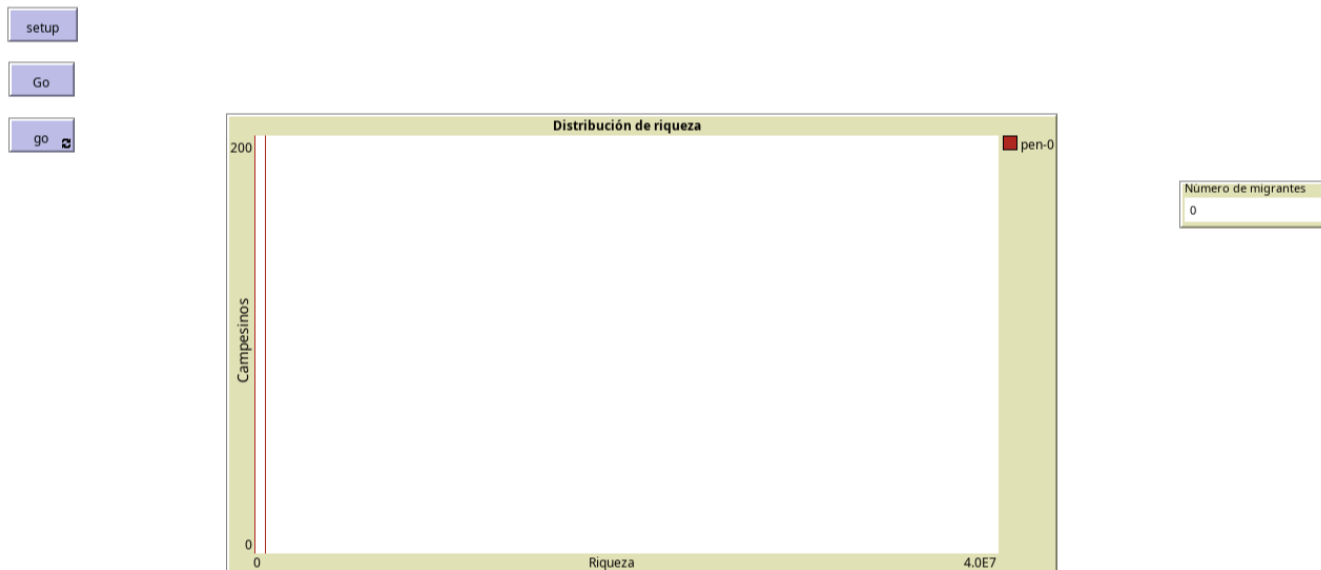 setup
Go
go
Distribución de riqueza
200
pen-0
Número de migrantes
0
Campesinos
0
0
Riqueza
4.0E7